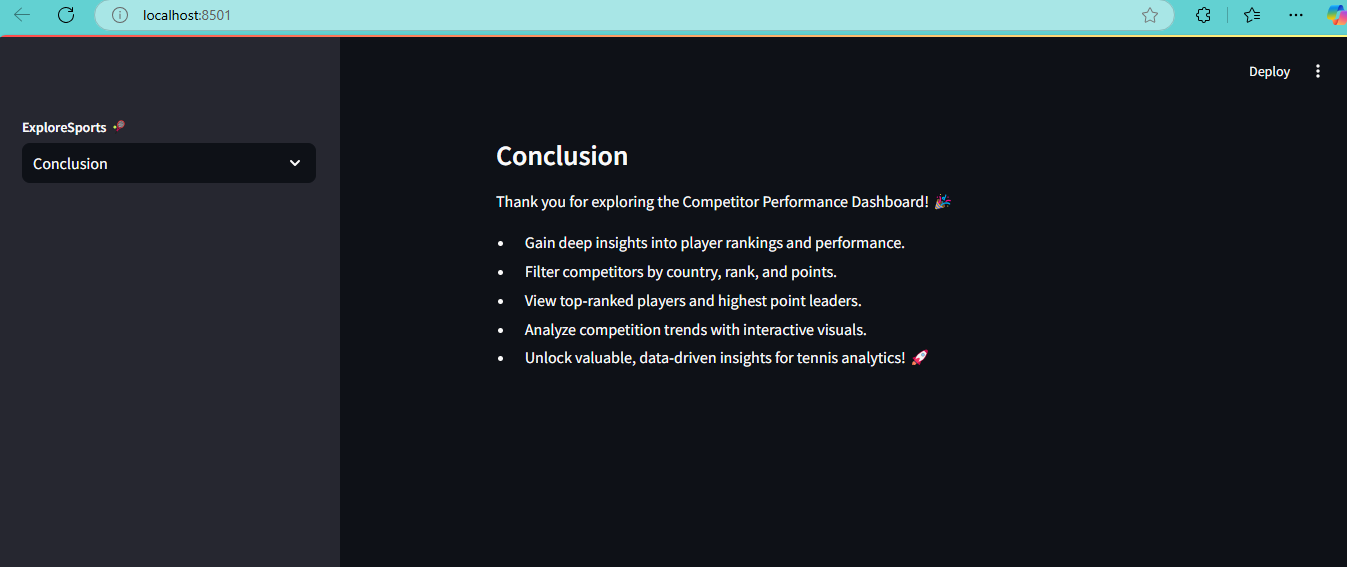 localhost:8501
Deploy
ExploreSports 🏸
Conclusion
Conclusion
Thank you for exploring the Competitor Performance Dashboard! 🎉
• Gain deep insights into player rankings and performance.
• Filter competitors by country, rank, and points.
• View top-ranked players and highest point leaders.
• Analyze competition trends with interactive visuals.
• Unlock valuable, data-driven insights for tennis analytics! 🚀